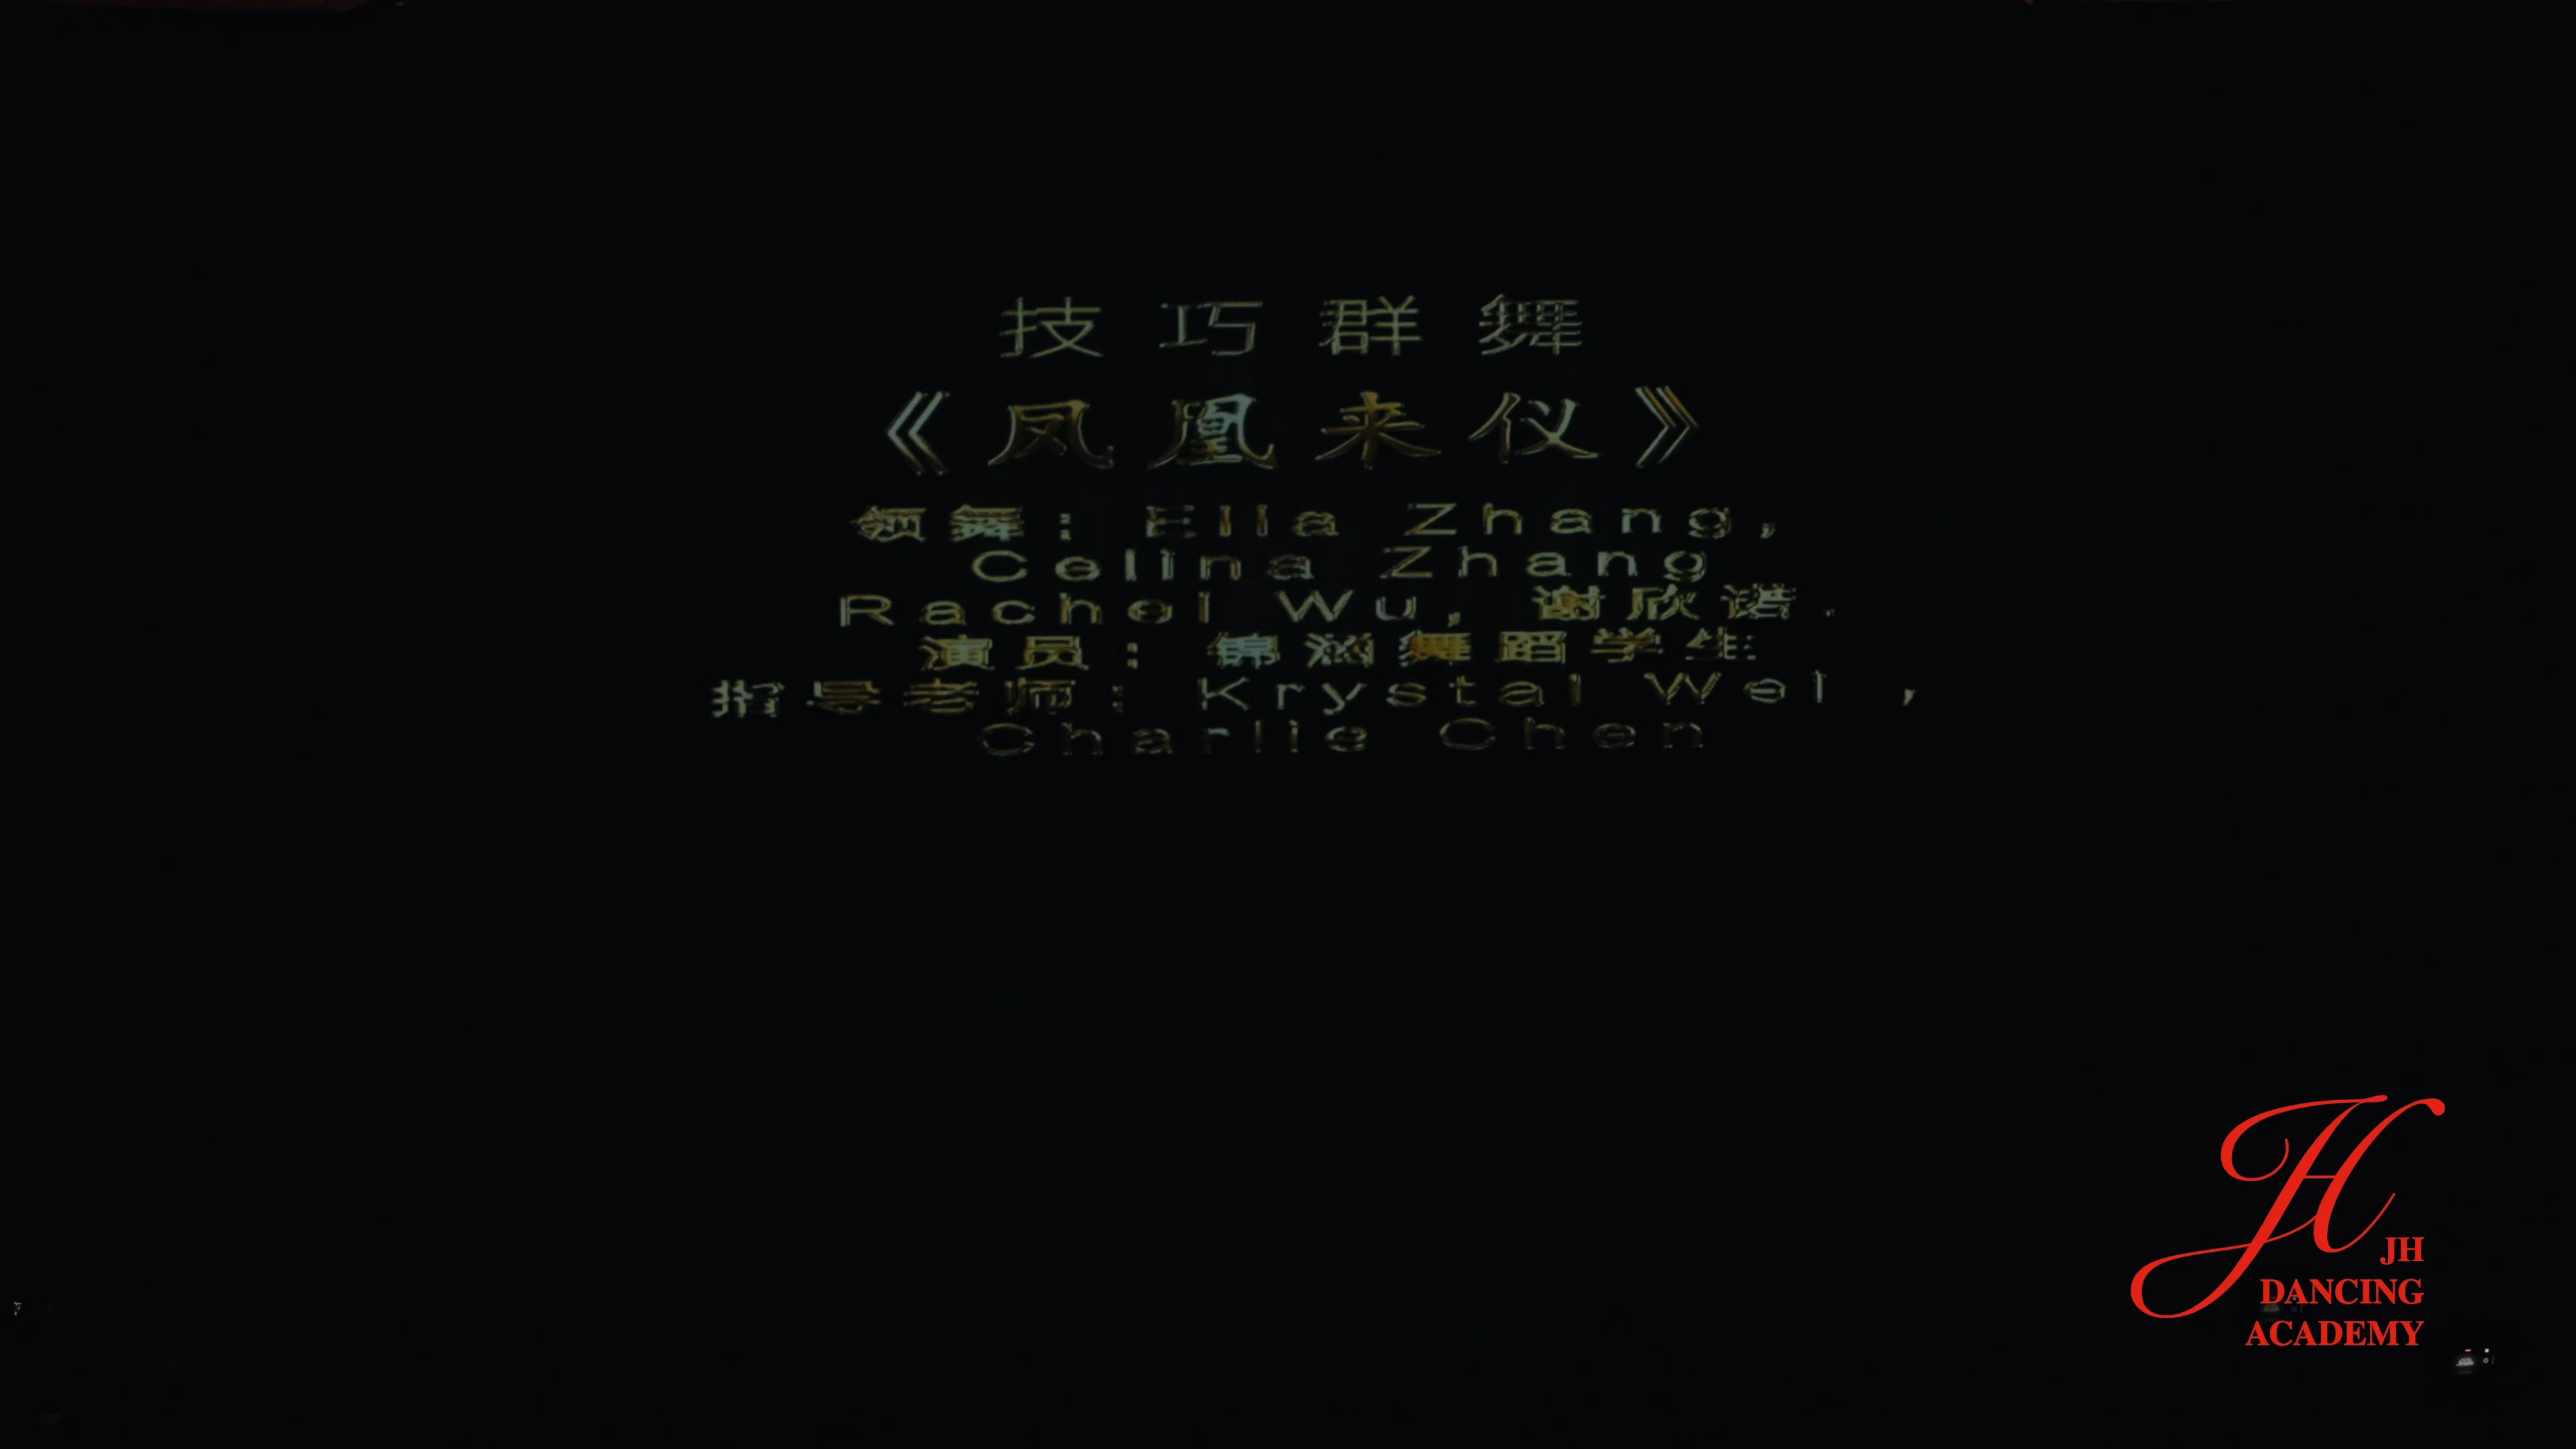 技巧群舞
《凤凰来仪》
领舞：Ella Zhang,
Celina Zhang
Rachel Wu, 谢欣诺.
演员：锦涵舞蹈学生
指导老师：Krystal Wei ,
Charlie Chen
JH
DANCING
ACADEMY